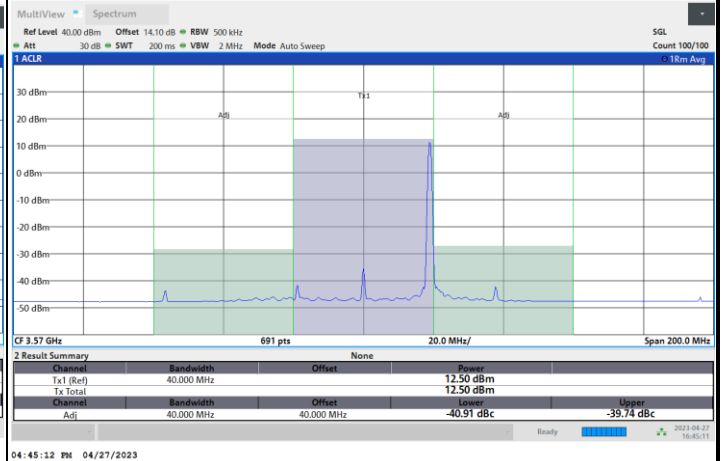 MultiView Spectrum
Ref Level 40.00 dBm Offset 14.10 dB RBW 500 kHz SGL
Att 30 dB SWT 200 ms VBW 2 MHz Mode Auto Sweep Count 100/100
1 ACLR 1Rm Avg
30 dBm
Tx1
20 dBm
Adj Adj
10 dBm
0 dBm
-10 dBm
-20 dBm
-30 dBm
-40 dBm
-50 dBm
CF 3.57 GHz 691 pts 20.0 MHz/ Span 200.0 MHz
2 Result Summary None
Channel Bandwidth Offset Power
Tx1 (Ref) 40.000 MHz 12.50 dBm
Tx Total 12.50 dBm
Channel Bandwidth Offset Lower Upper
Adj 40.000 MHz 40.000 MHz -40.91 dBc -39.74 dBc
Ready 2023-04-27
16:45:11
04:45:12 PM 04/27/2023